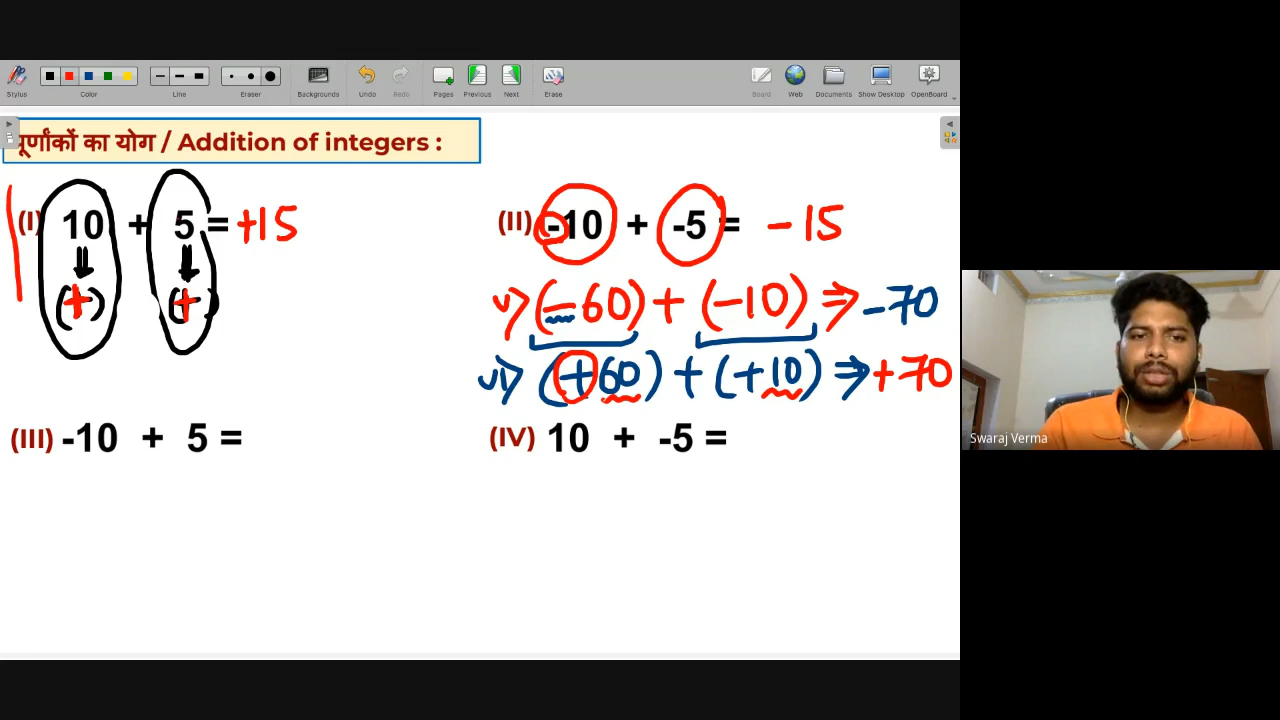 Stylus Color Line Eraser Backgrounds Undo Redo Pages Previous Next Erase Board Web Documents Show Desktop OpenBoard
पूर्णांकों का योग / Addition of integers :
(I) 10 + 5 = +15
(+) (+)
(II) -10 + -5 = -15
v) (-60) + (-10) ⇒ -70
vi) (+60) + (+10) ⇒ +70
(III) -10 + 5 =
(IV) 10 + -5 =
Swaraj Verma